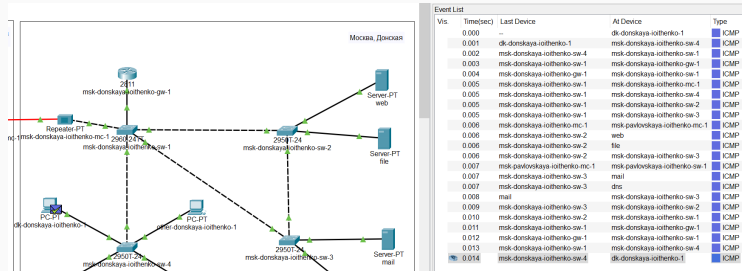 Москва, Донская
2811
msk-donskaya-ioithenko-gw-1
Server-PT
web
Repeater-PT
msk-donskaya-ioithenko-mc-1
2960-24TT
msk-donskaya-ioithenko-sw-1
2950T-24
msk-donskaya-ioithenko-sw-2
Server-PT
file
PC-PT
dk-donskaya-ioithenko-1
PC-PT
other-donskaya-ioithenko-1
2950T-24
msk-donskaya-ioithenko-sw-4
2950T-24
msk-donskaya-ioithenko-sw-3
Server-PT
mail
Event List
Vis. Time(sec) Last Device At Device Type
0.000 -- dk-donskaya-ioithenko-1 ICMP
0.001 dk-donskaya-ioithenko-1 msk-donskaya-ioithenko-sw-4 ICMP
0.002 msk-donskaya-ioithenko-sw-4 msk-donskaya-ioithenko-sw-1 ICMP
0.003 msk-donskaya-ioithenko-sw-1 msk-donskaya-ioithenko-gw-1 ICMP
0.004 msk-donskaya-ioithenko-gw-1 msk-donskaya-ioithenko-sw-1 ICMP
0.005 msk-donskaya-ioithenko-sw-1 msk-donskaya-ioithenko-mc-1 ICMP
0.005 msk-donskaya-ioithenko-sw-1 msk-donskaya-ioithenko-sw-4 ICMP
0.005 msk-donskaya-ioithenko-sw-1 msk-donskaya-ioithenko-sw-2 ICMP
0.005 msk-donskaya-ioithenko-sw-1 msk-donskaya-ioithenko-sw-3 ICMP
0.006 msk-donskaya-ioithenko-mc-1 msk-pavlovskaya-ioithenko-mc-1 ICMP
0.006 msk-donskaya-ioithenko-sw-2 web ICMP
0.006 msk-donskaya-ioithenko-sw-2 file ICMP
0.006 msk-donskaya-ioithenko-sw-2 msk-donskaya-ioithenko-sw-3 ICMP
0.007 msk-pavlovskaya-ioithenko-mc-1 msk-pavlovskaya-ioithenko-sw-1 ICMP
0.007 msk-donskaya-ioithenko-sw-3 mail ICMP
0.007 msk-donskaya-ioithenko-sw-3 dns ICMP
0.008 mail msk-donskaya-ioithenko-sw-3 ICMP
0.009 msk-donskaya-ioithenko-sw-3 msk-donskaya-ioithenko-sw-2 ICMP
0.010 msk-donskaya-ioithenko-sw-2 msk-donskaya-ioithenko-sw-1 ICMP
0.011 msk-donskaya-ioithenko-sw-1 msk-donskaya-ioithenko-gw-1 ICMP
0.012 msk-donskaya-ioithenko-gw-1 msk-donskaya-ioithenko-sw-1 ICMP
0.013 msk-donskaya-ioithenko-sw-1 msk-donskaya-ioithenko-sw-4 ICMP
0.014 msk-donskaya-ioithenko-sw-4 dk-donskaya-ioithenko-1 ICMP